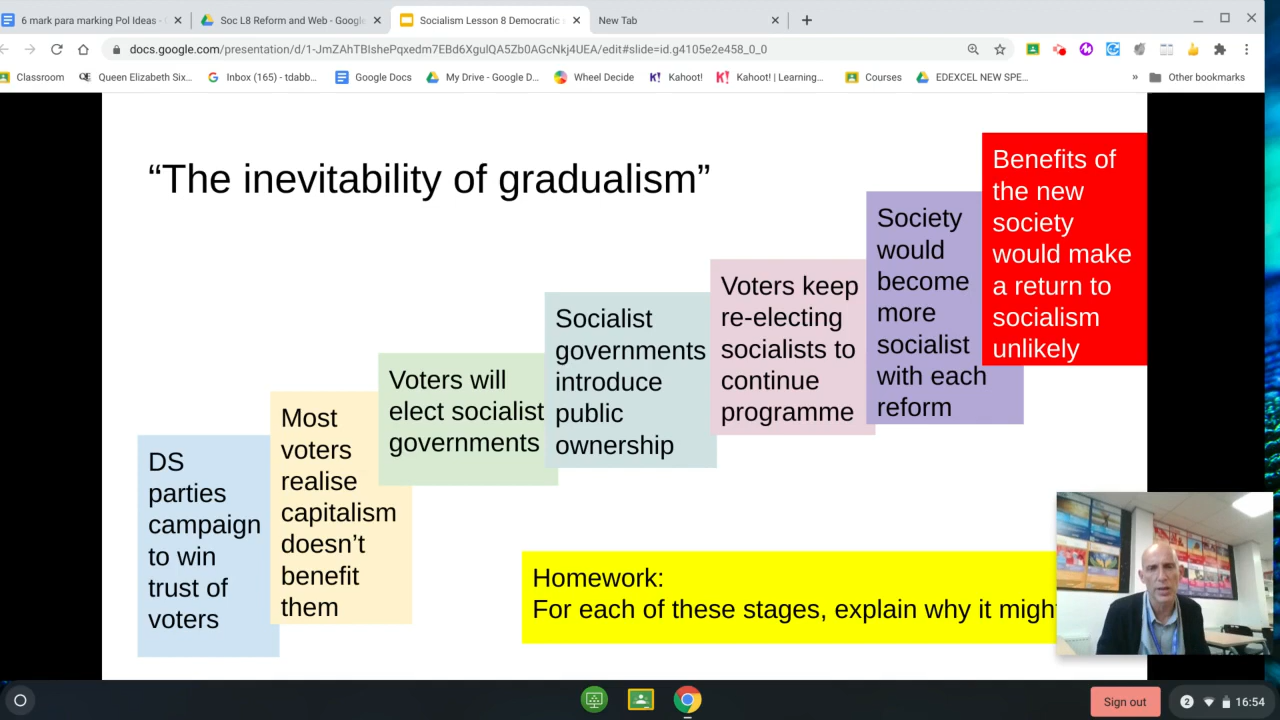 6 mark para marking Pol Ideas -
Soc L8 Reform and Web - Google
Socialism Lesson 8 Democratic
New Tab
docs.google.com/presentation/d/1-JmZAhTBIshePqxedm7EBd6XguIQA5Zb0AGcNkj4UEA/edit#slide=id.g4105e2e458_0_0
Classroom
Queen Elizabeth Six...
Inbox (165) - tdabb...
Google Docs
My Drive - Google D...
Wheel Decide
Kahoot!
Kahoot! | Learning...
Courses
EDEXCEL NEW SPE...
»
Other bookmarks
“The inevitability of gradualism”
DS
parties
campaign
to win
trust of
voters
Most
voters
realise
capitalism
doesn’t
benefit
them
Voters will
elect socialist
governments
Socialist
governments
introduce
public
ownership
Voters keep
re-electing
socialists to
continue
programme
Society
would
become
more
socialist
with each
reform
Benefits of
the new
society
would make
a return to
socialism
unlikely
Homework:
For each of these stages, explain why it migh
Sign out
2
16:54